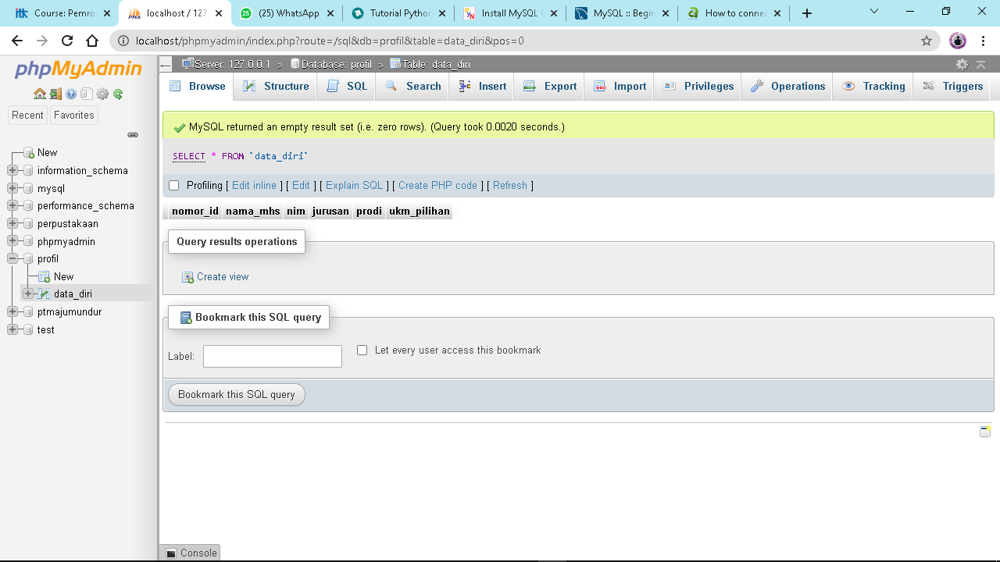 itk Course: Pemro
localhost / 127
(25) WhatsApp
Tutorial Python
Install MySQL
MySQL :: Begin
How to connec
localhost/phpmyadmin/index.php?route=/sql&db=profil&table=data_diri&pos=0
phpMyAdmin
Recent Favorites
New
information_schema
mysql
performance_schema
perpustakaan
phpmyadmin
profil
New
data_diri
ptmajumundur
test
Server: 127.0.0.1 » Database: profil » Table: data_diri
Browse Structure SQL Search Insert Export Import Privileges Operations Tracking Triggers
MySQL returned an empty result set (i.e. zero rows). (Query took 0.0020 seconds.)
SELECT * FROM `data_diri`
Profiling [ Edit inline ] [ Edit ] [ Explain SQL ] [ Create PHP code ] [ Refresh ]
nomor_id nama_mhs nim jurusan prodi ukm_pilihan
Query results operations
Create view
Bookmark this SQL query
Label: Let every user access this bookmark
Bookmark this SQL query
Console